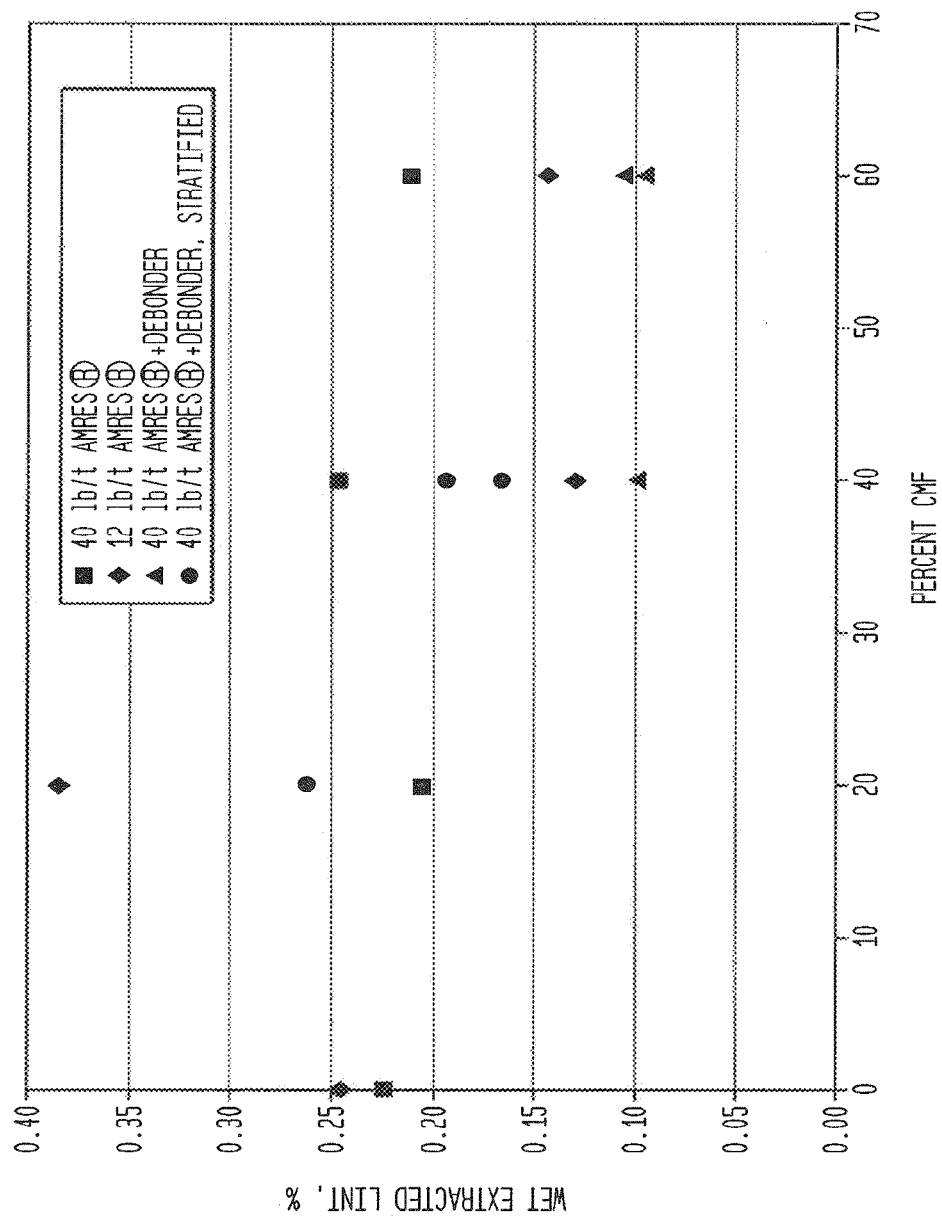 40 lb/t AMRES®
12 lb/t AMRES®
40 lb/t AMRES®+DEBONDER
40 lb/t AMRES®+DEBONDER, STRATIFIED
WET EXTRACTED LINT, %
0.40
0.35
0.30
0.25
0.20
0.15
0.10
0.05
0.00
0 10 20 30 40 50 60 70
PERCENT CMF